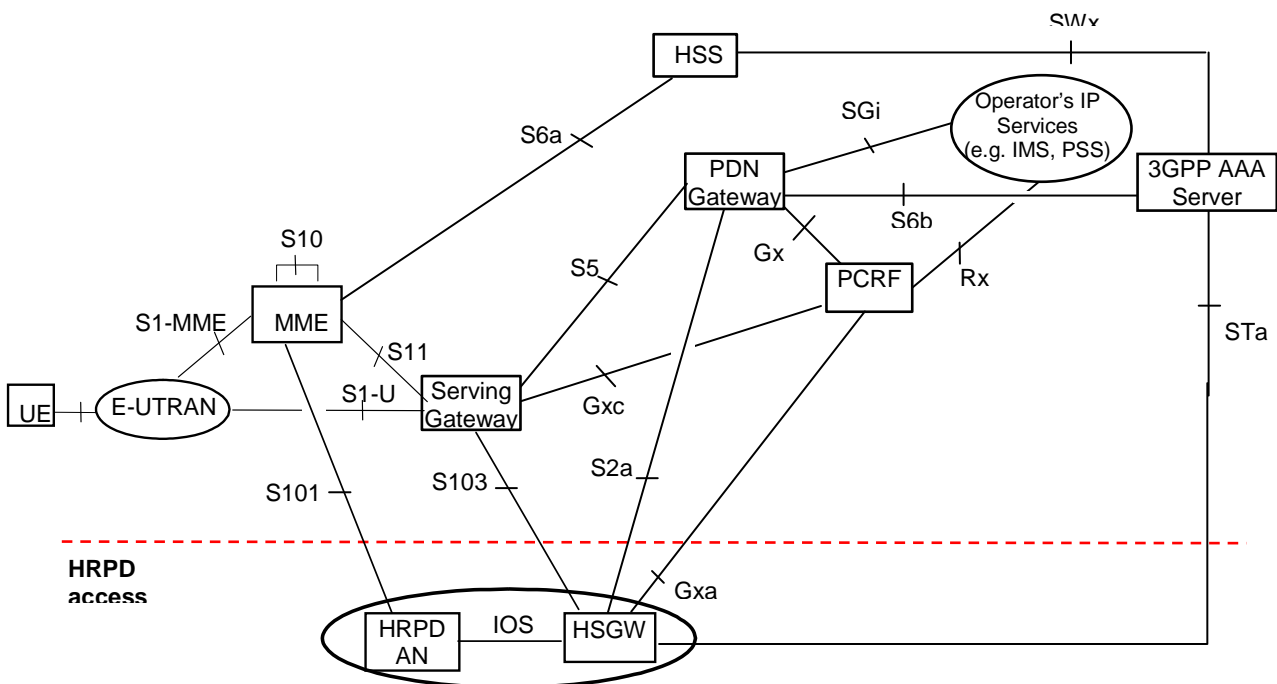 SWx
HSS
Operator's IP
Services
(e.g. IMS, PSS)
SGi
S6a
PDN
Gateway
3GPP AAA
Server
S6b
S10
Gx
S5
PCRF
Rx
S1-MME
MME
STa
S11
Serving
Gateway
S1-U
Gxc
UE
E-UTRAN
S2a
S103
S101
HRPD
access
Gxa
IOS
HRPD
AN
HSGW